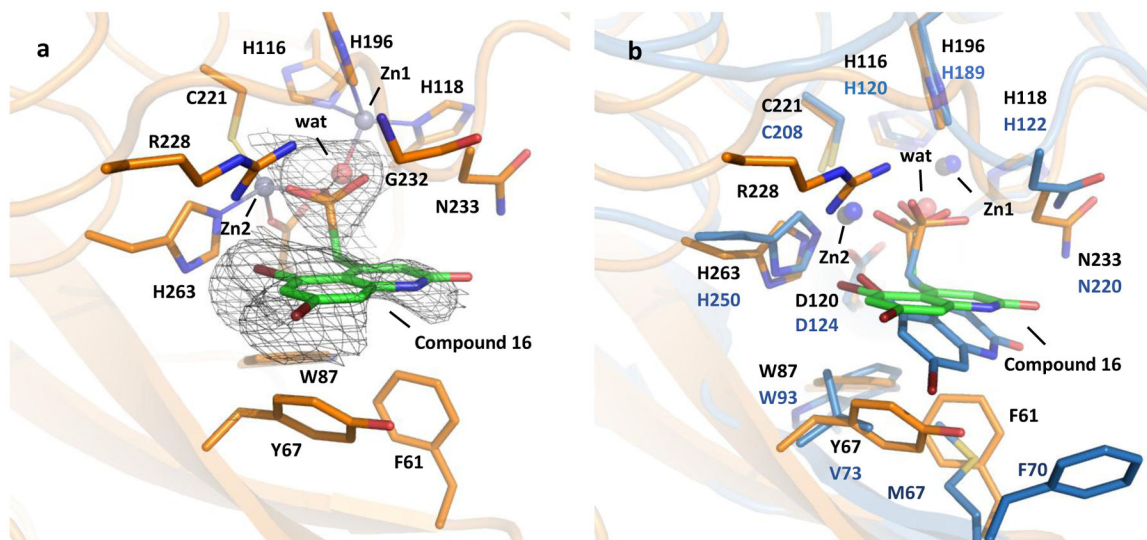 a
H116
H196
Zn1
C221
H118
wat
R228
G232
N233
Zn2
H263
Compound 16
W87
Y67
F61
b
H116
H120
H196
H189
C221
C208
H118
H122
wat
R228
Zn1
Zn2
H263
H250
N233
N220
D120
D124
Compound 16
W87
W93
F61
Y67
V73
M67
F70